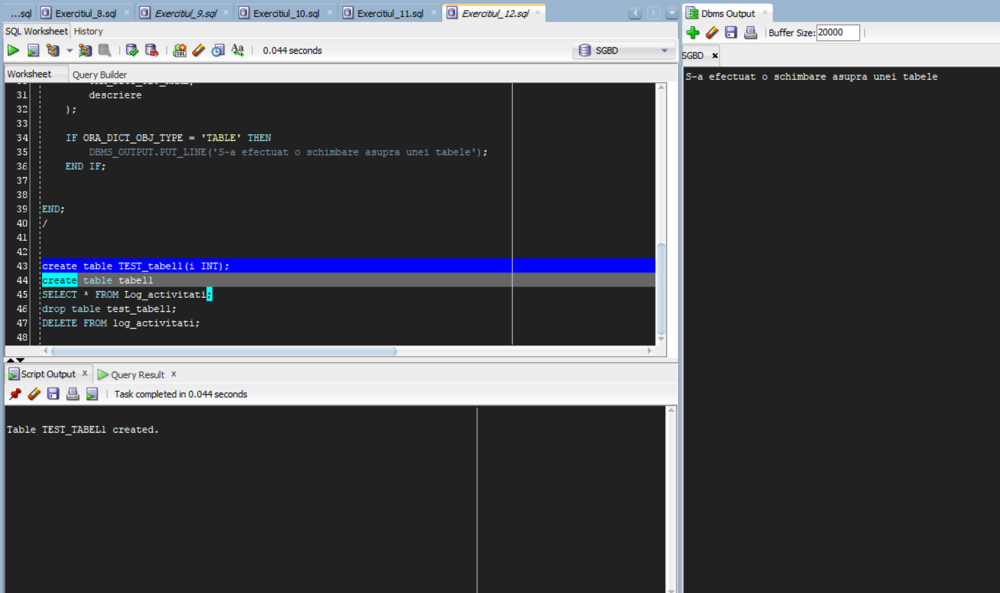 ...sql Exercitiul_8.sql Exercitiul_9.sql Exercitiul_10.sql Exercitiul_11.sql Exercitiul_12.sql
SQL Worksheet History
0.044 seconds SGBD
Worksheet Query Builder
31 descriere
32 );
33
34 IF ORA_DICT_OBJ_TYPE = 'TABLE' THEN
35 DBMS_OUTPUT.PUT_LINE('S-a efectuat o schimbare asupra unei tabele');
36 END IF;
37
38
39 END;
40 /
41
42
43 create table TEST_tabell(i INT);
44 create table tabell
45 SELECT * FROM Log_activitati;
46 drop table test_tabell;
47 DELETE FROM log_activitati;
48
Script Output x Query Result x
Task completed in 0.044 seconds
Table TEST_TABEL1 created.
Dbms Output
Buffer Size: 20000
SGBD
S-a efectuat o schimbare asupra unei tabele